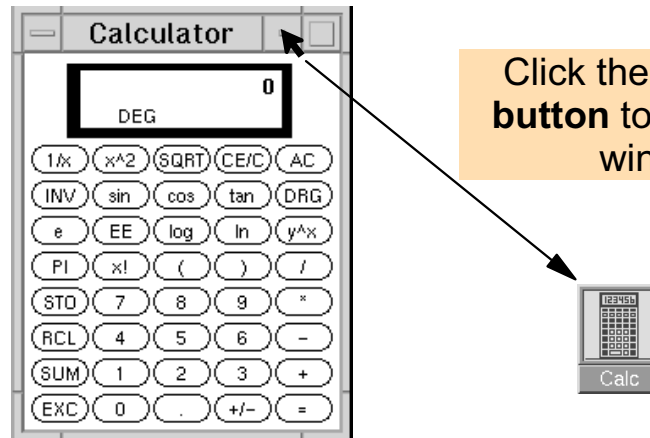 Calculator
0
DEG
1/x x^2 SQRT CE/C AC
INV sin cos tan DRG
e EE log ln y^x
PI x! ( ) /
STO 7 8 9 *
RCL 4 5 6 -
SUM 1 2 3 +
EXC 0 . +/- =
Click the
button to
123456
Calc